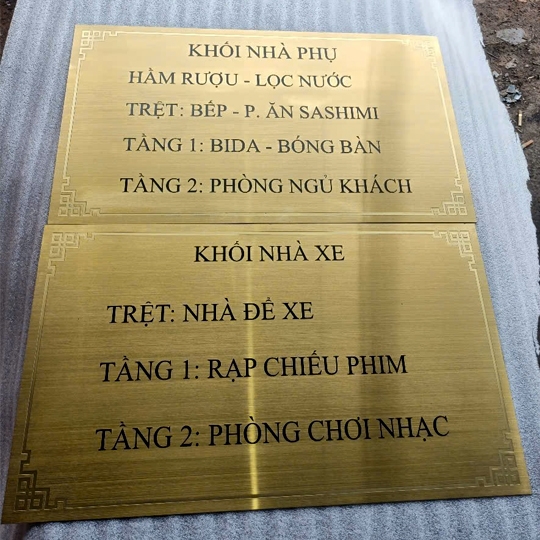 KHỐI NHÀ PHỤ
HẦM RƯỢU - LỌC NƯỚC
TRỆT: BẾP - P. ĂN SASHIMI
TẦNG 1: BIDA - BÓNG BÀN
TẦNG 2: PHÒNG NGỦ KHÁCH
KHỐI NHÀ XE
TRỆT: NHÀ ĐỂ XE
TẦNG 1: RẠP CHIẾU PHIM
TẦNG 2: PHÒNG CHƠI NHẠC